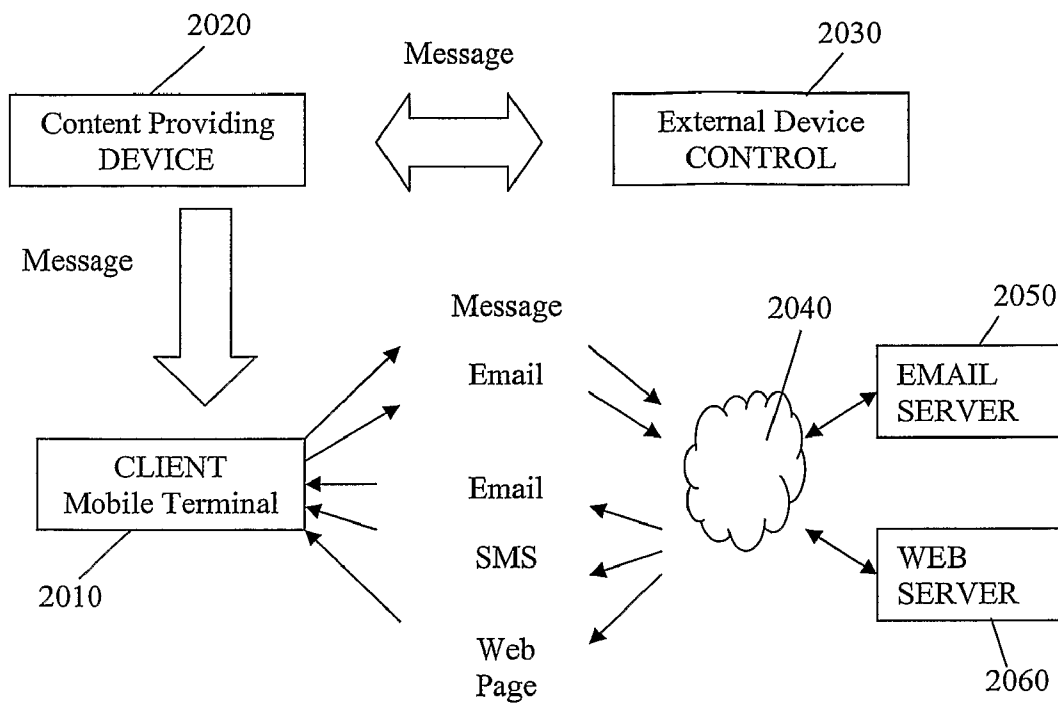 2020
2030
Message
Content Providing
DEVICE
External Device
CONTROL
Message
Message
2040
2050
Email
EMAIL
SERVER
CLIENT
Mobile Terminal
Email
SMS
WEB
SERVER
2010
Web
Page
2060